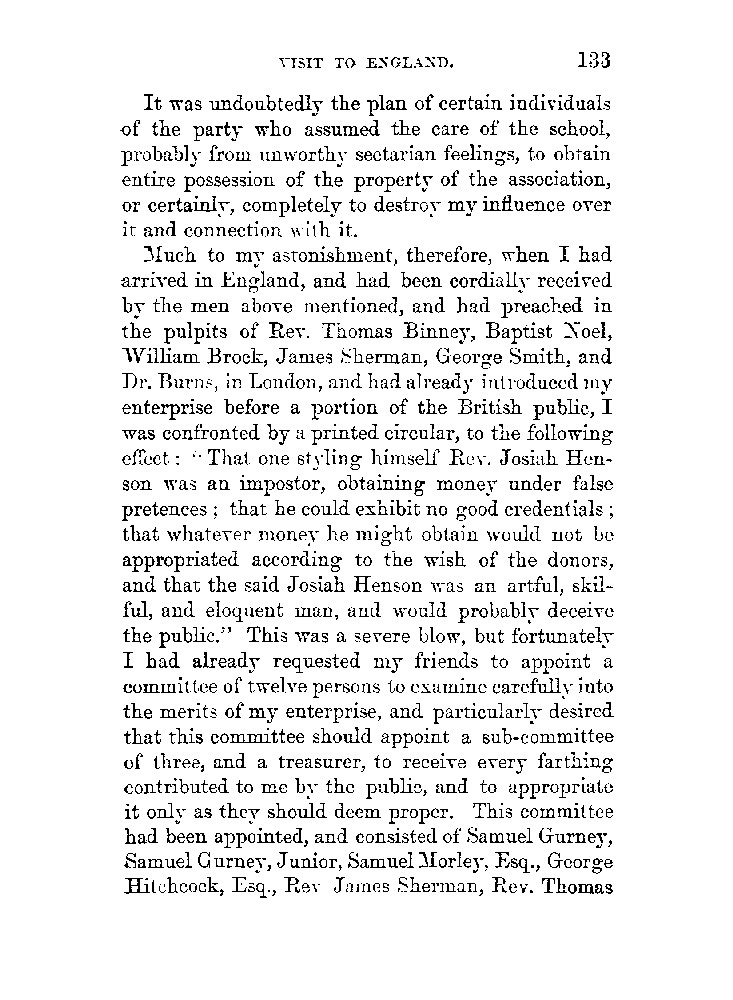 VISIT TO ENGLAND. 133
It was undoubtedly the plan of certain individuals
of the party who assumed the care of the school,
probably from unworthy sectarian feelings, to obtain
entire possession of the property of the association,
or certainly, completely to destroy my influence over
it and connection with it.
Much to my astonishment, therefore, when I had
arrived in England, and had been cordially received
by the men above mentioned, and had preached in
the pulpits of Rev. Thomas Binney, Baptist Noel,
William Brock, James Sherman, George Smith, and
Dr. Burns, in London, and had already introduced my
enterprise before a portion of the British public, I
was confronted by a printed circular, to the following
effect: "That one styling himself Rev. Josiah Hen-
son was an impostor, obtaining money under false
pretences; that he could exhibit no good credentials;
that whatever money he might obtain would not be
appropriated according to the wish of the donors,
and that the said Josiah Henson was an artful, skil-
ful, and eloquent man, and would probably deceive
the public." This was a severe blow, but fortunately
I had already requested my friends to appoint a
committee of twelve persons to examine carefully into
the merits of my enterprise, and particularly desired
that this committee should appoint a sub-committee
of three, and a treasurer, to receive every farthing
contributed to me by the public, and to appropriate
it only as they should deem proper. This committee
had been appointed, and consisted of Samuel Gurney,
Samuel Gurney, Junior, Samuel Morley, Esq., George
Hitchcock, Esq., Rev James Sherman, Rev. Thomas